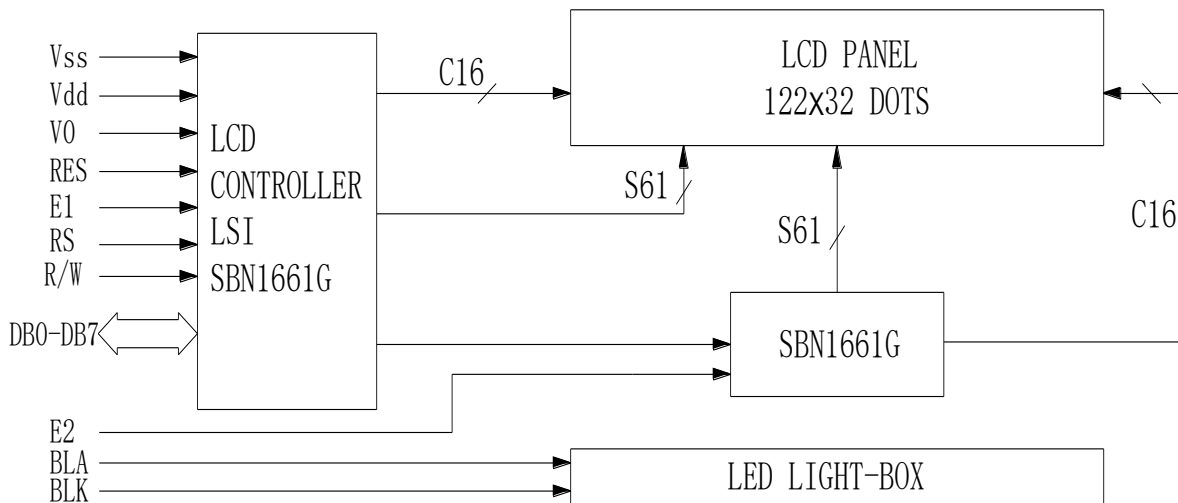 Vss
Vdd
V0
RES
E1
RS
R/W
DB0-DB7
E2
BLA
BLK
LCD
CONTROLLER
LSI
SBN1661G
C16
S61
LCD PANEL
122X32 DOTS
S61
C16
SBN1661G
LED LIGHT-BOX